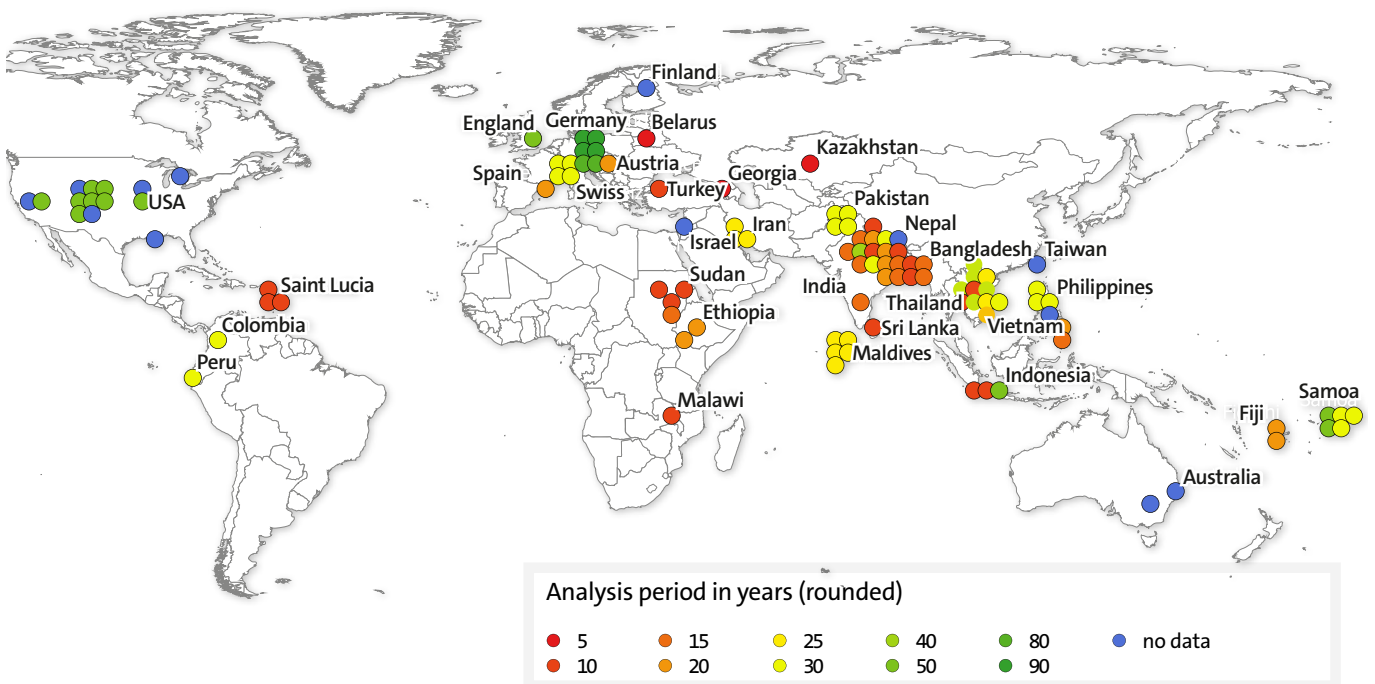 Finland
England
Germany
Belarus
Kazakhstan
Spain
Austria
Georgia
Swiss
Turkey
USA
Pakistan
Iran
Nepal
Israel
Bangladesh
Taiwan
Sudan
Saint Lucia
India
Philippines
Ethiopia
Thailand
Colombia
Sri Lanka
Vietnam
Maldives
Peru
Indonesia
Malawi
Samoa
Fiji
Australia
Analysis period in years (rounded)
5 15 25 40 80 no data
10 20 30 50 90